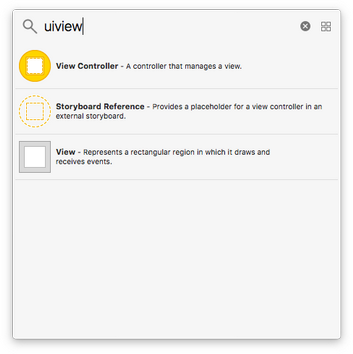 uiview
View Controller - A controller that manages a view.
Storyboard Reference - Provides a placeholder for a view controller in an
external storyboard.
View - Represents a rectangular region in which it draws and
receives events.